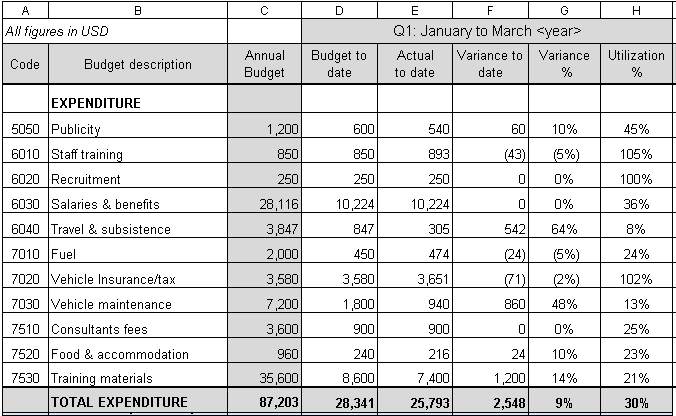 A B C D E F G H
All figures in USD Q1: January to March <year>
Code Budget description Annual Budget Budget to date Actual to date Variance to date Variance % Utilization %
EXPENDITURE
5050 Publicity 1,200 600 540 60 10% 45%
6010 Staff training 850 850 893 (43) (5%) 105%
6020 Recruitment 250 250 250 0 0% 100%
6030 Salaries & benefits 28,116 10,224 10,224 0 0% 36%
6040 Travel & subsistence 3,847 847 305 542 64% 8%
7010 Fuel 2,000 450 474 (24) (5%) 24%
7020 Vehicle Insurance/tax 3,580 3,580 3,651 (71) (2%) 102%
7030 Vehicle maintenance 7,200 1,800 940 860 48% 13%
7510 Consultants fees 3,600 900 900 0 0% 25%
7520 Food & accommodation 960 240 216 24 10% 23%
7530 Training materials 35,600 8,600 7,400 1,200 14% 21%
TOTAL EXPENDITURE 87,203 28,341 25,793 2,548 9% 30%